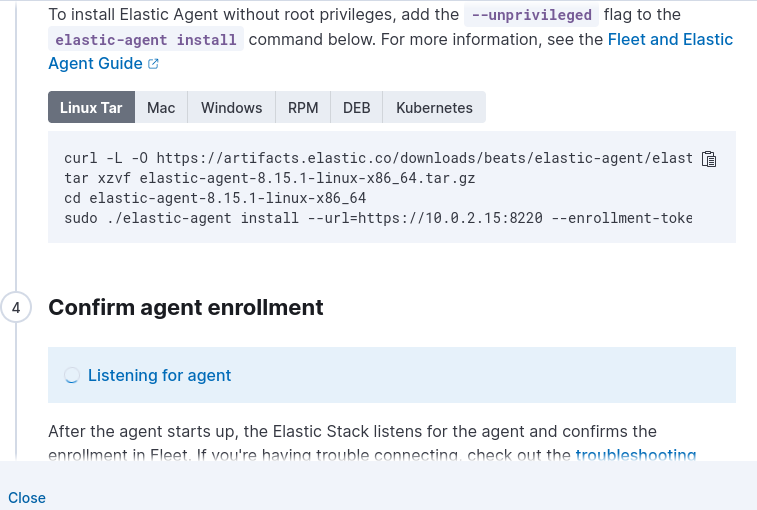 To install Elastic Agent without root privileges, add the --unprivileged flag to the
elastic-agent install command below. For more information, see the Fleet and Elastic
Agent Guide
Linux Tar Mac Windows RPM DEB Kubernetes
curl -L -O https://artifacts.elastic.co/downloads/beats/elastic-agent/elast
tar xzvf elastic-agent-8.15.1-linux-x86_64.tar.gz
cd elastic-agent-8.15.1-linux-x86_64
sudo ./elastic-agent install --url=https://10.0.2.15:8220 --enrollment-toke
4 Confirm agent enrollment
Listening for agent
After the agent starts up, the Elastic Stack listens for the agent and confirms the
enrollment in Fleet. If you're having trouble connecting, check out the troubleshooting
Close